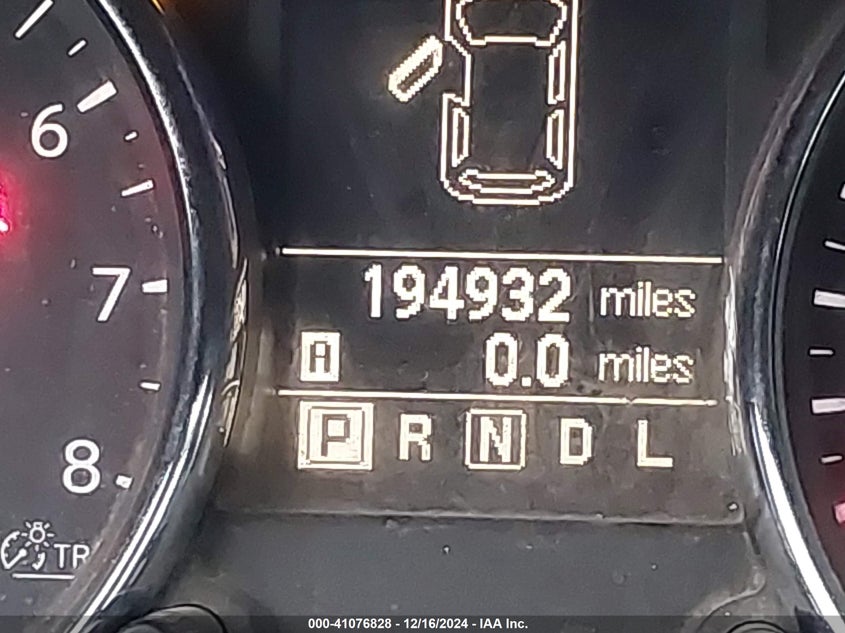 6
7
8
194932 miles
A 0.0 miles
P R N D L
TR
000-41076828 - 12/16/2024 - IAA Inc.